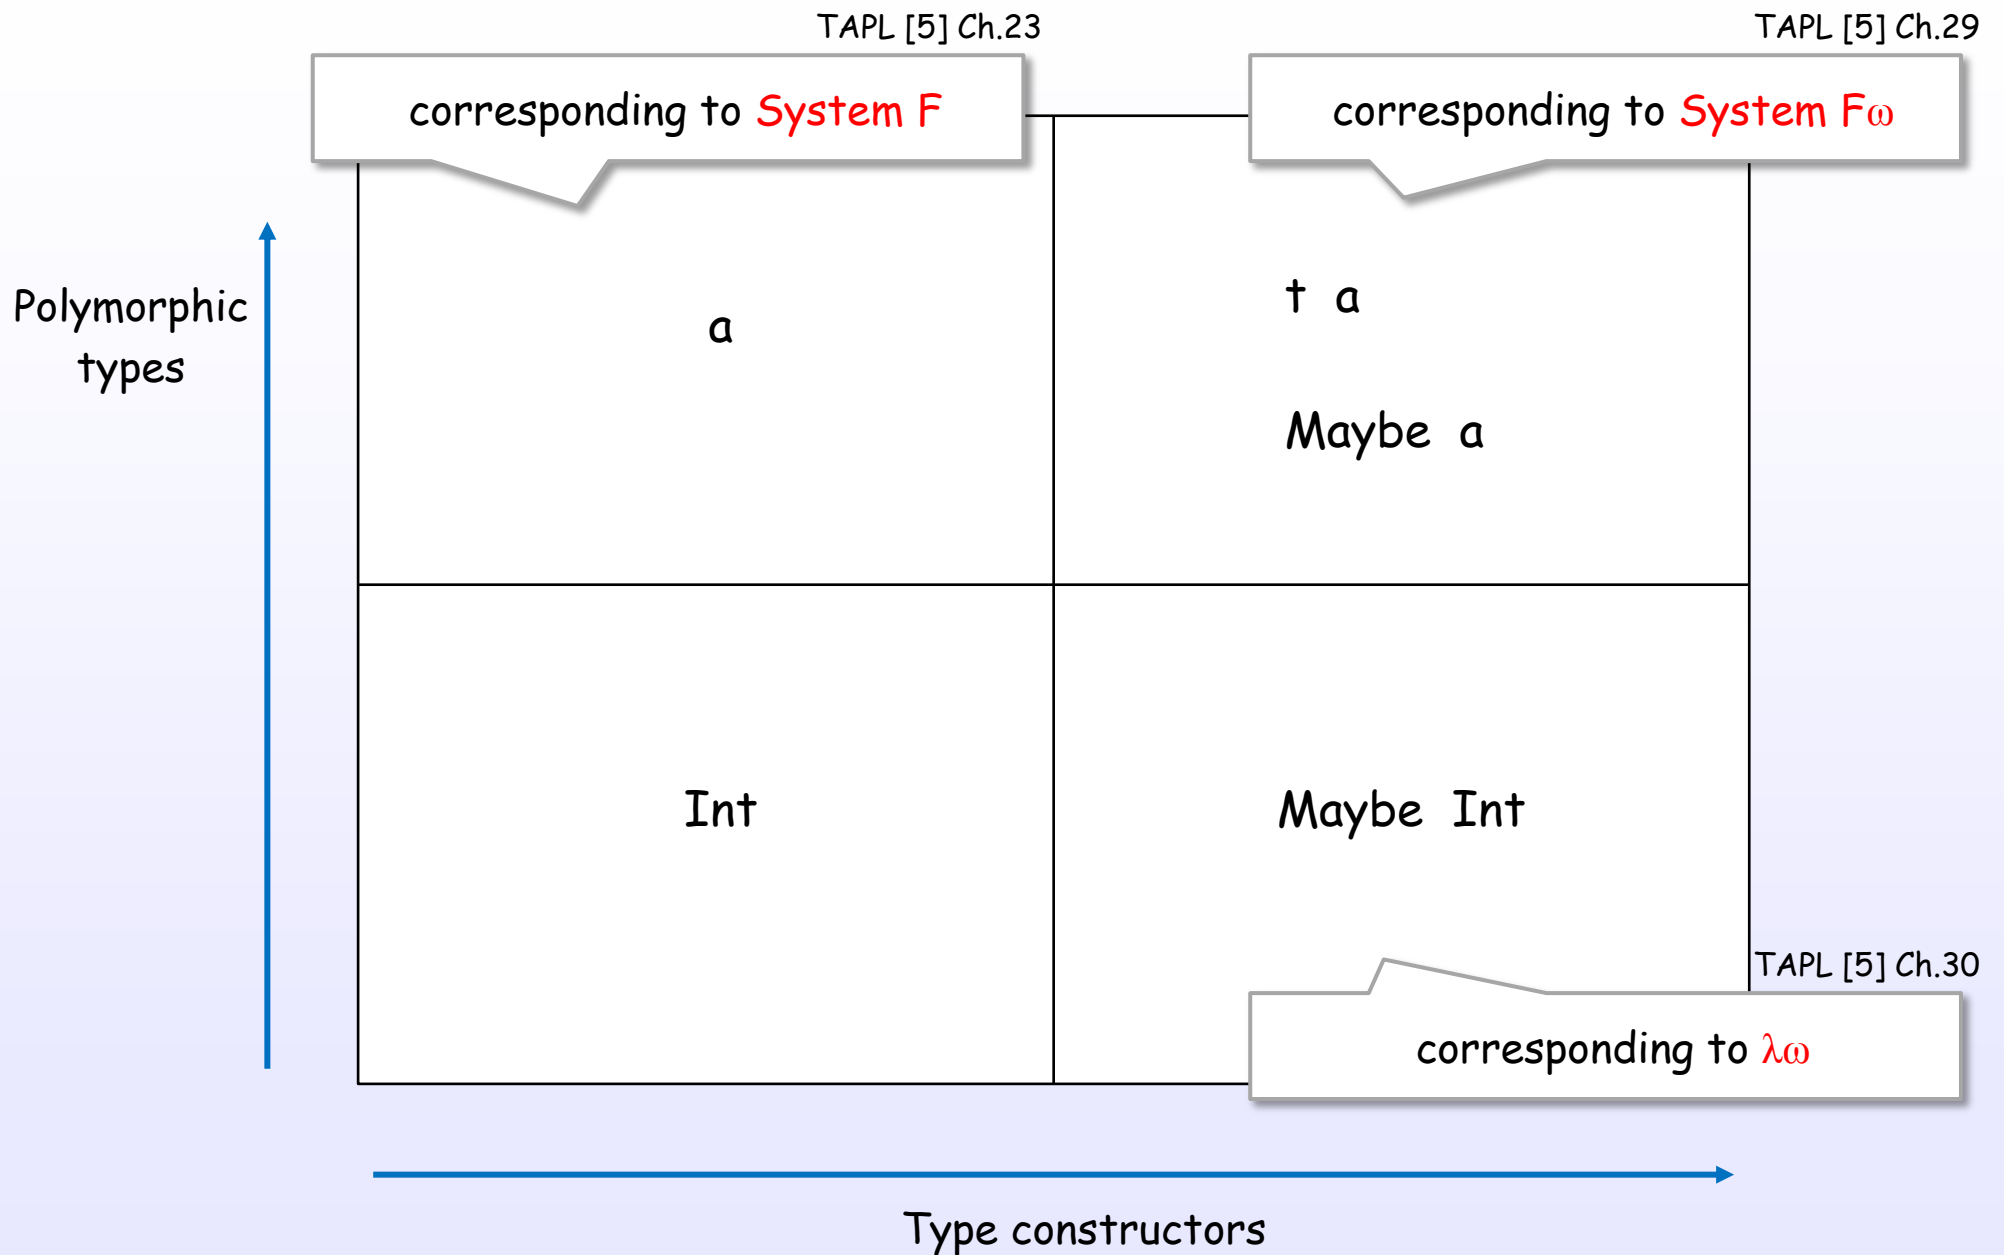 TAPL [5] Ch.23
TAPL [5] Ch.29
corresponding to System F
corresponding to System Fω
Polymorphic
types
a
t a
Maybe a
Int
Maybe Int
TAPL [5] Ch.30
corresponding to λω
Type constructors